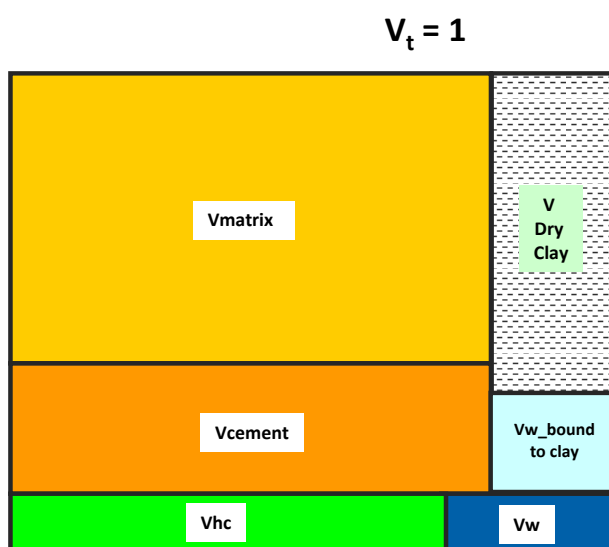 Vt = 1
Vmatrix
V
Dry
Clay
Vcement
Vw_bound
to clay
Vhc
Vw